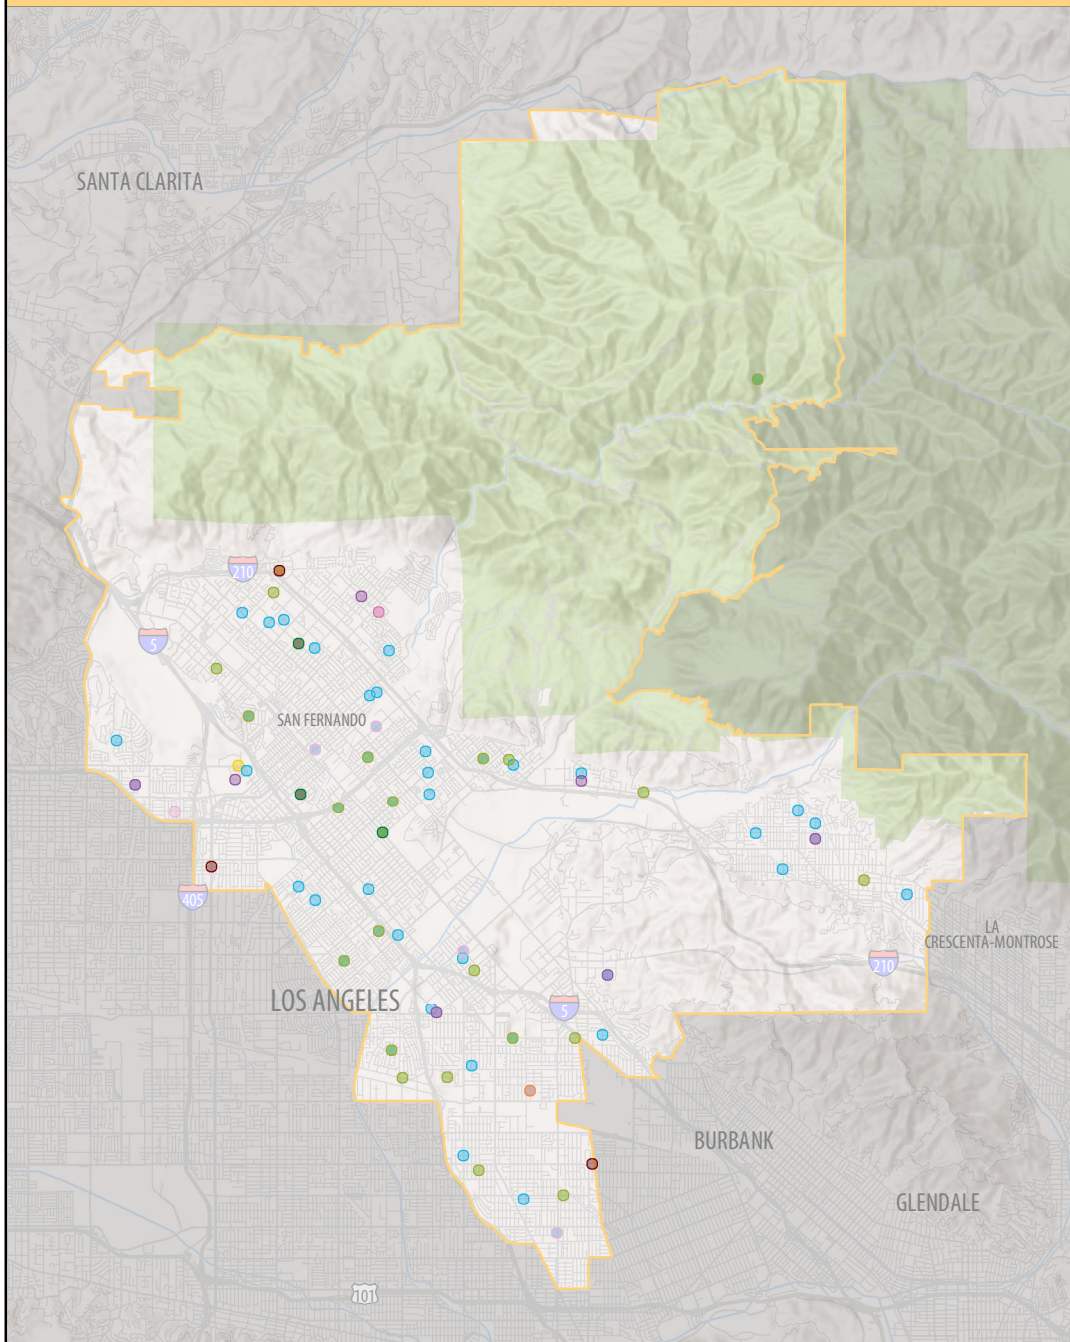 SANTA CLARITA
210
5
SAN FERNANDO
405
LA
CRESCENTA-MONTROSE
210
LOS ANGELES
5
BURBANK
GLENDALE
101